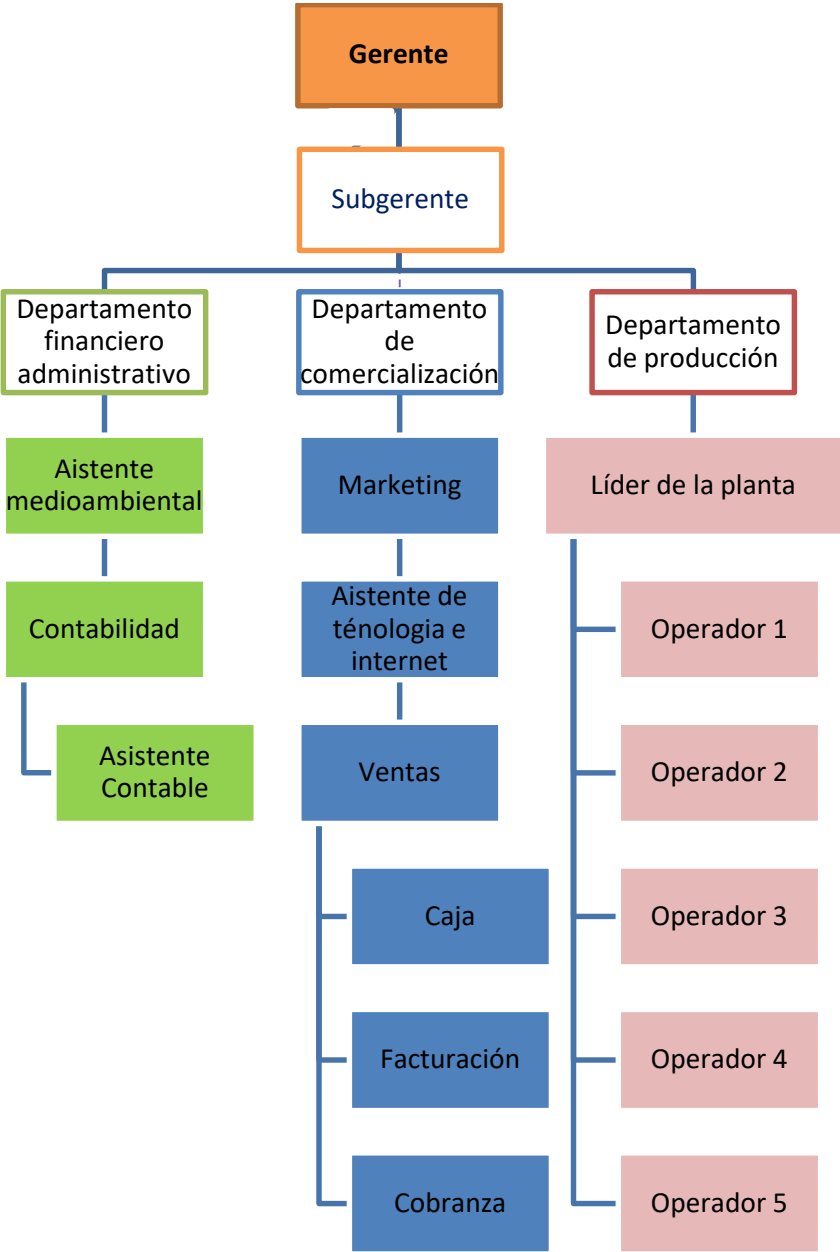 Gerente
Subgerente
Departamento
financiero
administrativo
Departamento
de
comercialización
Departamento
de producción
Aistente
medioambiental
Marketing
Líder de la planta
Contabilidad
Aistente de
ténologia e
internet
Operador 1
Asistente
Contable
Ventas
Operador 2
Caja
Operador 3
Facturación
Operador 4
Cobranza
Operador 5